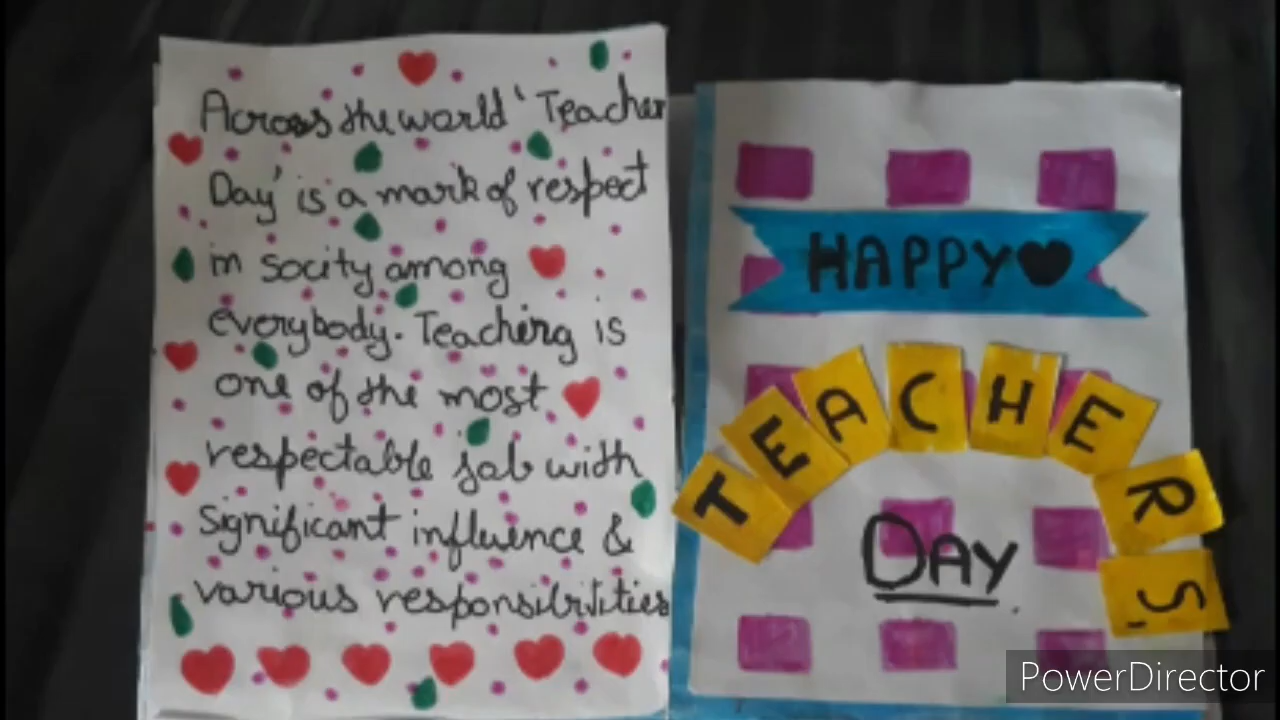 Across the world 'Teacher
Day' is a mark of respect
in socity among
everybody. Teaching is
one of the most
respectable job with
significant influence &
various responsibilities
HAPPY
TEACHERS'
DAY.
PowerDirector